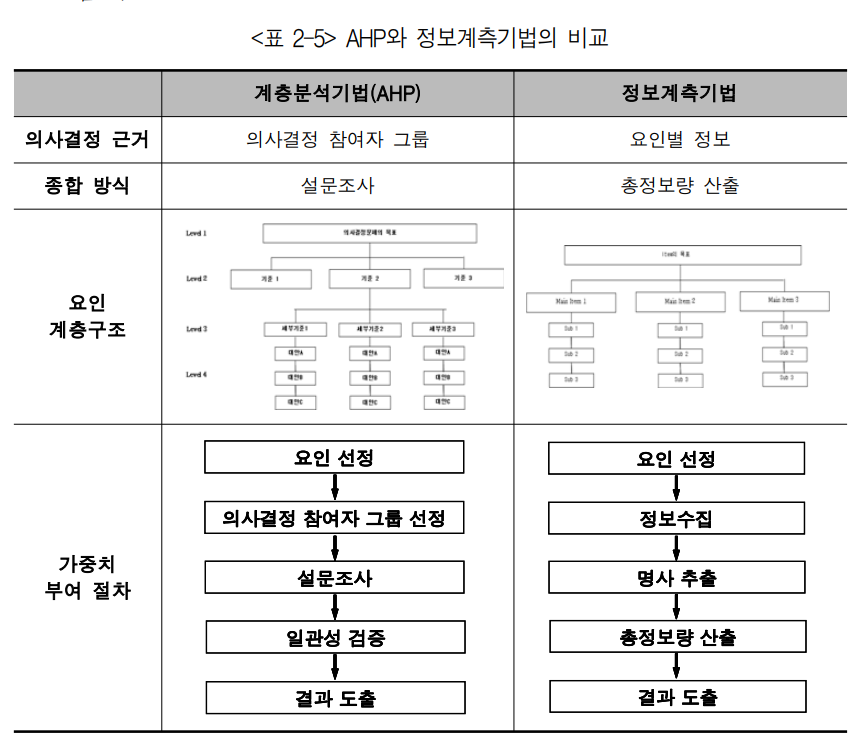 <표 2-5> AHP와 정보계측기법의 비교
계층분석기법(AHP) 정보계측기법
의사결정 근거 의사결정 참여자 그룹 요인별 정보
종합 방식 설문조사 총정보량 산출
요인
계층구조
Level 1 의사결정문제의 목표
Level 2 기준 1 기준 2 기준 3
Level 3 세부기준1 세부기준2 세부기준3
대안A 대안A 대안A
Level 4 대안B 대안B 대안B
대안C 대안C 대안C
목표
Main Item 1 Main Item 2 Main Item 3
Sub 1 Sub 1 Sub 1
Sub 2 Sub 2 Sub 2
Sub 3 Sub 3 Sub 3
가중치
부여 절차
요인 선정
의사결정 참여자 그룹 선정
설문조사
일관성 검증
결과 도출
요인 선정
정보수집
명사 추출
총정보량 산출
결과 도출